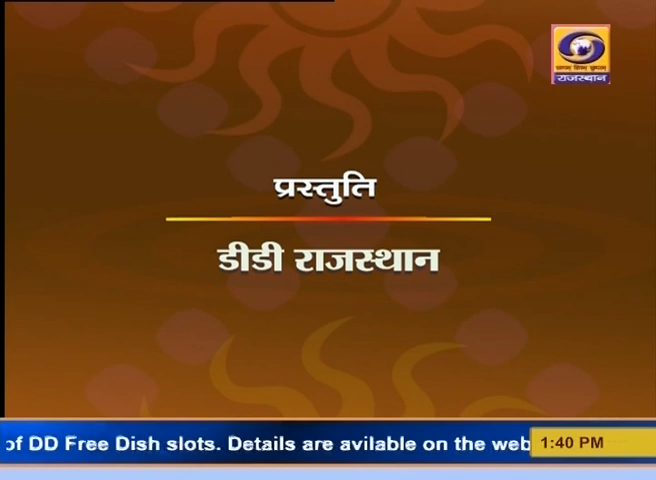 राजस्थान
प्रस्तुति
डीडी राजस्थान
of DD Free Dish slots. Details are avilable on the web
1:40 PM